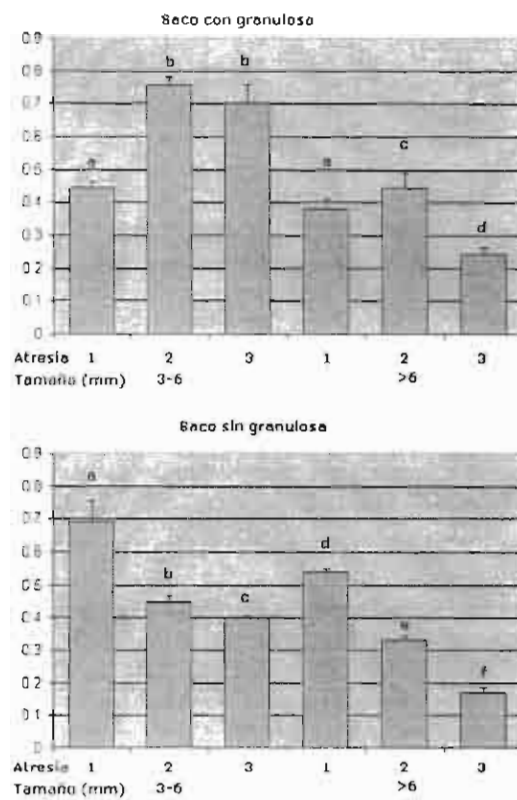 Saco con granulosa
0.9
0.8
0.7
0.6
0.5
0.4
0.3
0.2
0.1
0
a b b a c d
Atresia 1 2 3 1 2 3
Tamaño (mm) 3-6 >6
Saco sin granulosa
0.9
0.8
0.7
0.6
0.5
0.4
0.3
0.2
0.1
0
a b c d e f
Atresia 1 2 3 1 2 3
Tamaño (mm) 3-6 >6